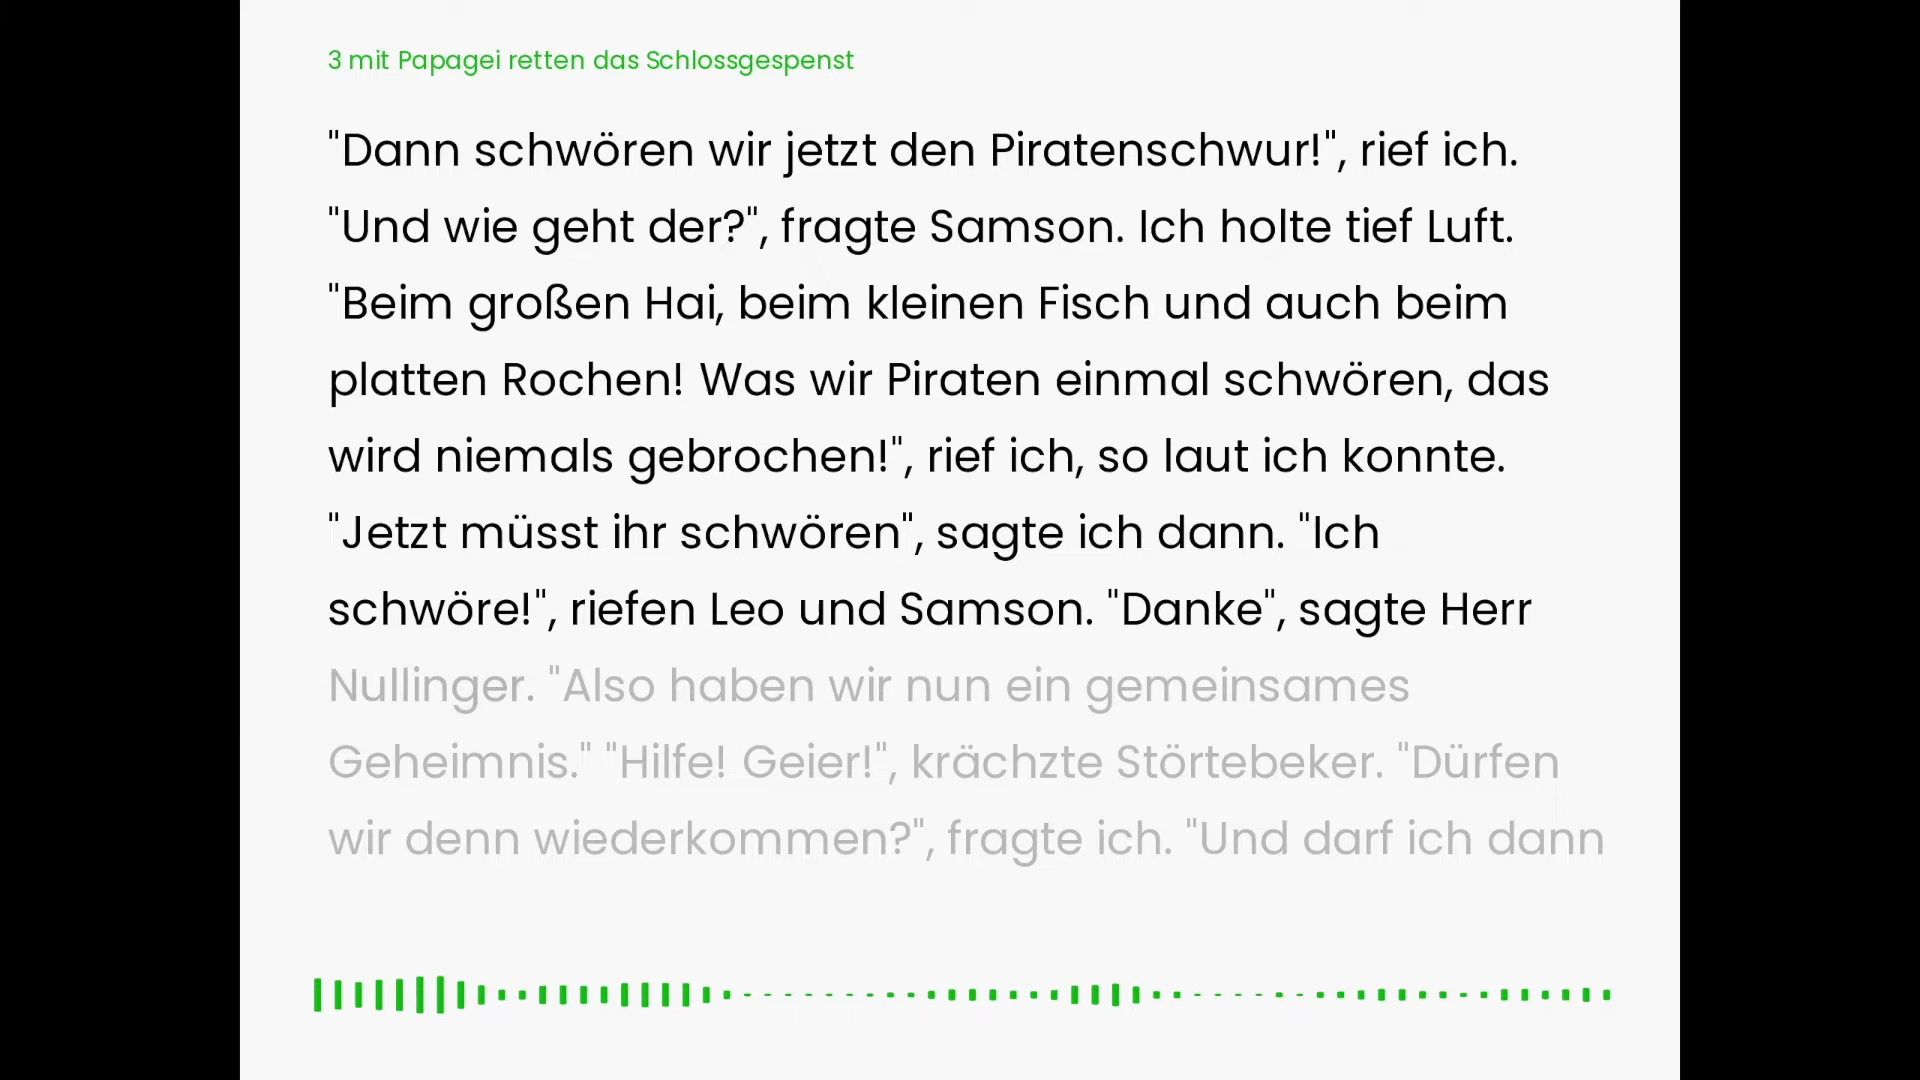 3 mit Papagei retten das Schlossgespenst
"Dann schwören wir jetzt den Piratenschwur!", rief ich.
"Und wie geht der?", fragte Samson. Ich holte tief Luft.
"Beim großen Hai, beim kleinen Fisch und auch beim
platten Rochen! Was wir Piraten einmal schwören, das
wird niemals gebrochen!", rief ich, so laut ich konnte.
"Jetzt müsst ihr schwören", sagte ich dann. "Ich
schwöre!", riefen Leo und Samson. "Danke", sagte Herr
Nullinger. "Also haben wir nun ein gemeinsames
Geheimnis." "Hilfe! Geier!", krächzte Störtebeker. "Dürfen
wir denn wiederkommen?", fragte ich. "Und darf ich dann